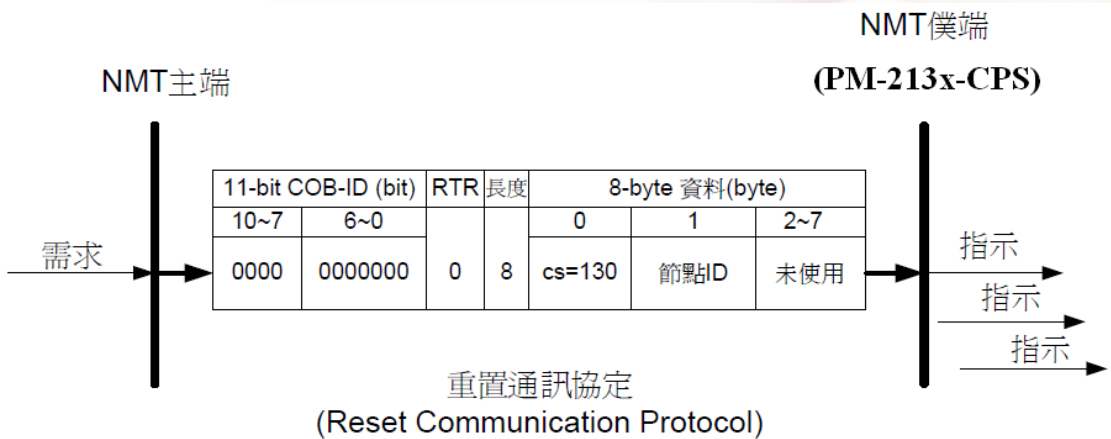 NMT僕端
NMT主端
(PM-213x-CPS)
11-bit COB-ID (bit) RTR 長度 8-byte 資料(byte)
10~7 6~0 0 1 2~7
需求
0000 0000000 0 8 cs=130 節點ID 未使用
指示
指示
指示
重置通訊協定
(Reset Communication Protocol)